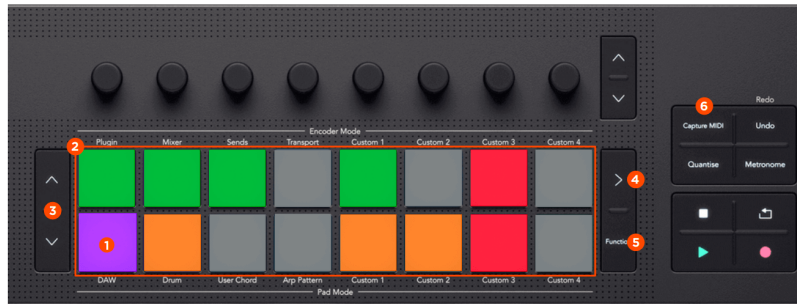 6
Redo
Capture MIDI Undo
Encoder Mode
2
Plugin Mixer Sends Transport Custom 1 Custom 2 Custom 3 Custom 4
Quantise Metronome
4
3
1
5
Function
DAW Drum User Chord Arp Pattern Custom 1 Custom 2 Custom 3 Custom 4
Pad Mode